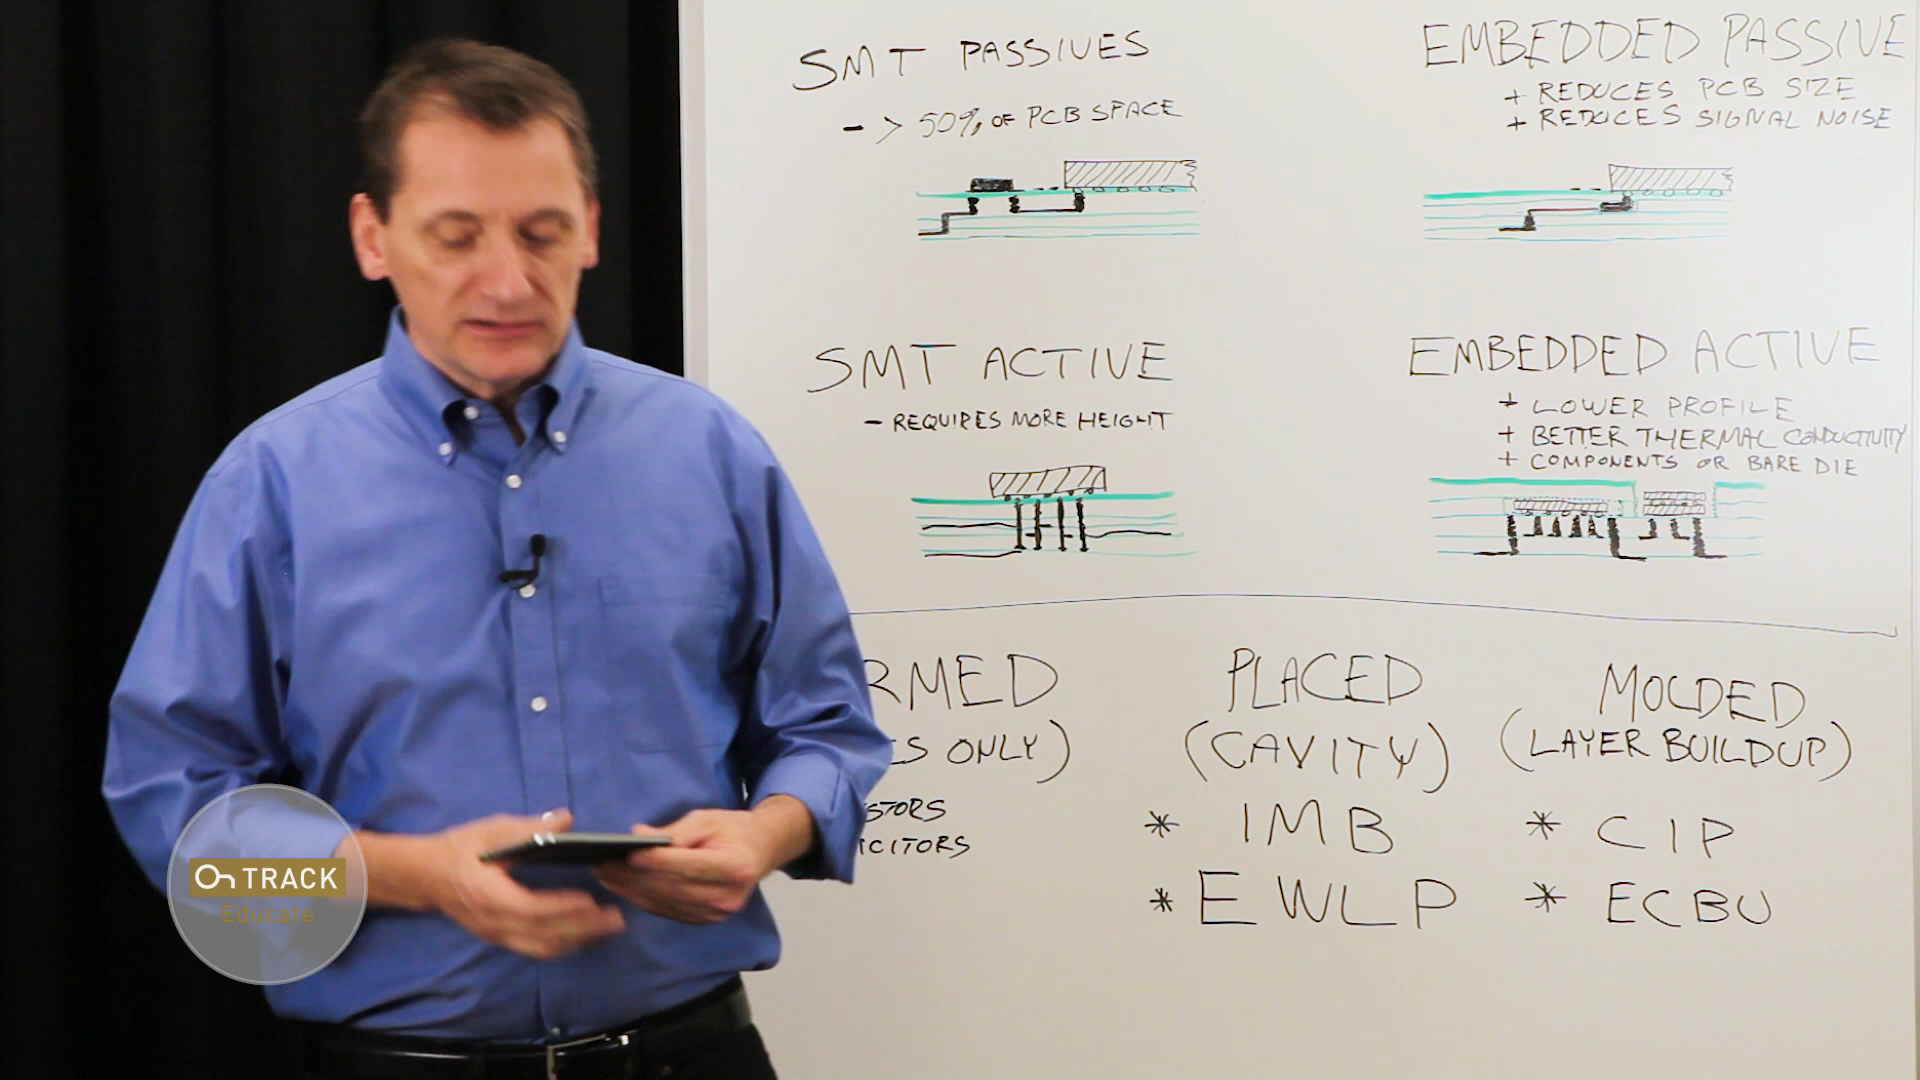 SMT PASSIVES
- > 50% OF PCB SPACE
EMBEDDED PASSIVE
+ REDUCES PCB SIZE
+ REDUCES SIGNAL NOISE
SMT ACTIVE
- REQUIRES MORE HEIGHT
EMBEDDED ACTIVE
+ LOWER PROFILE
+ BETTER THERMAL CONDUCTIVITY
+ COMPONENTS OR BARE DIE
RMED
ES ONLY)
STORS
CITORS
PLACED
(CAVITY)
* IMB
* EWLP
MOLDED
(LAYER BUILDUP)
* CIP
* ECBU
On TRACK
Educate